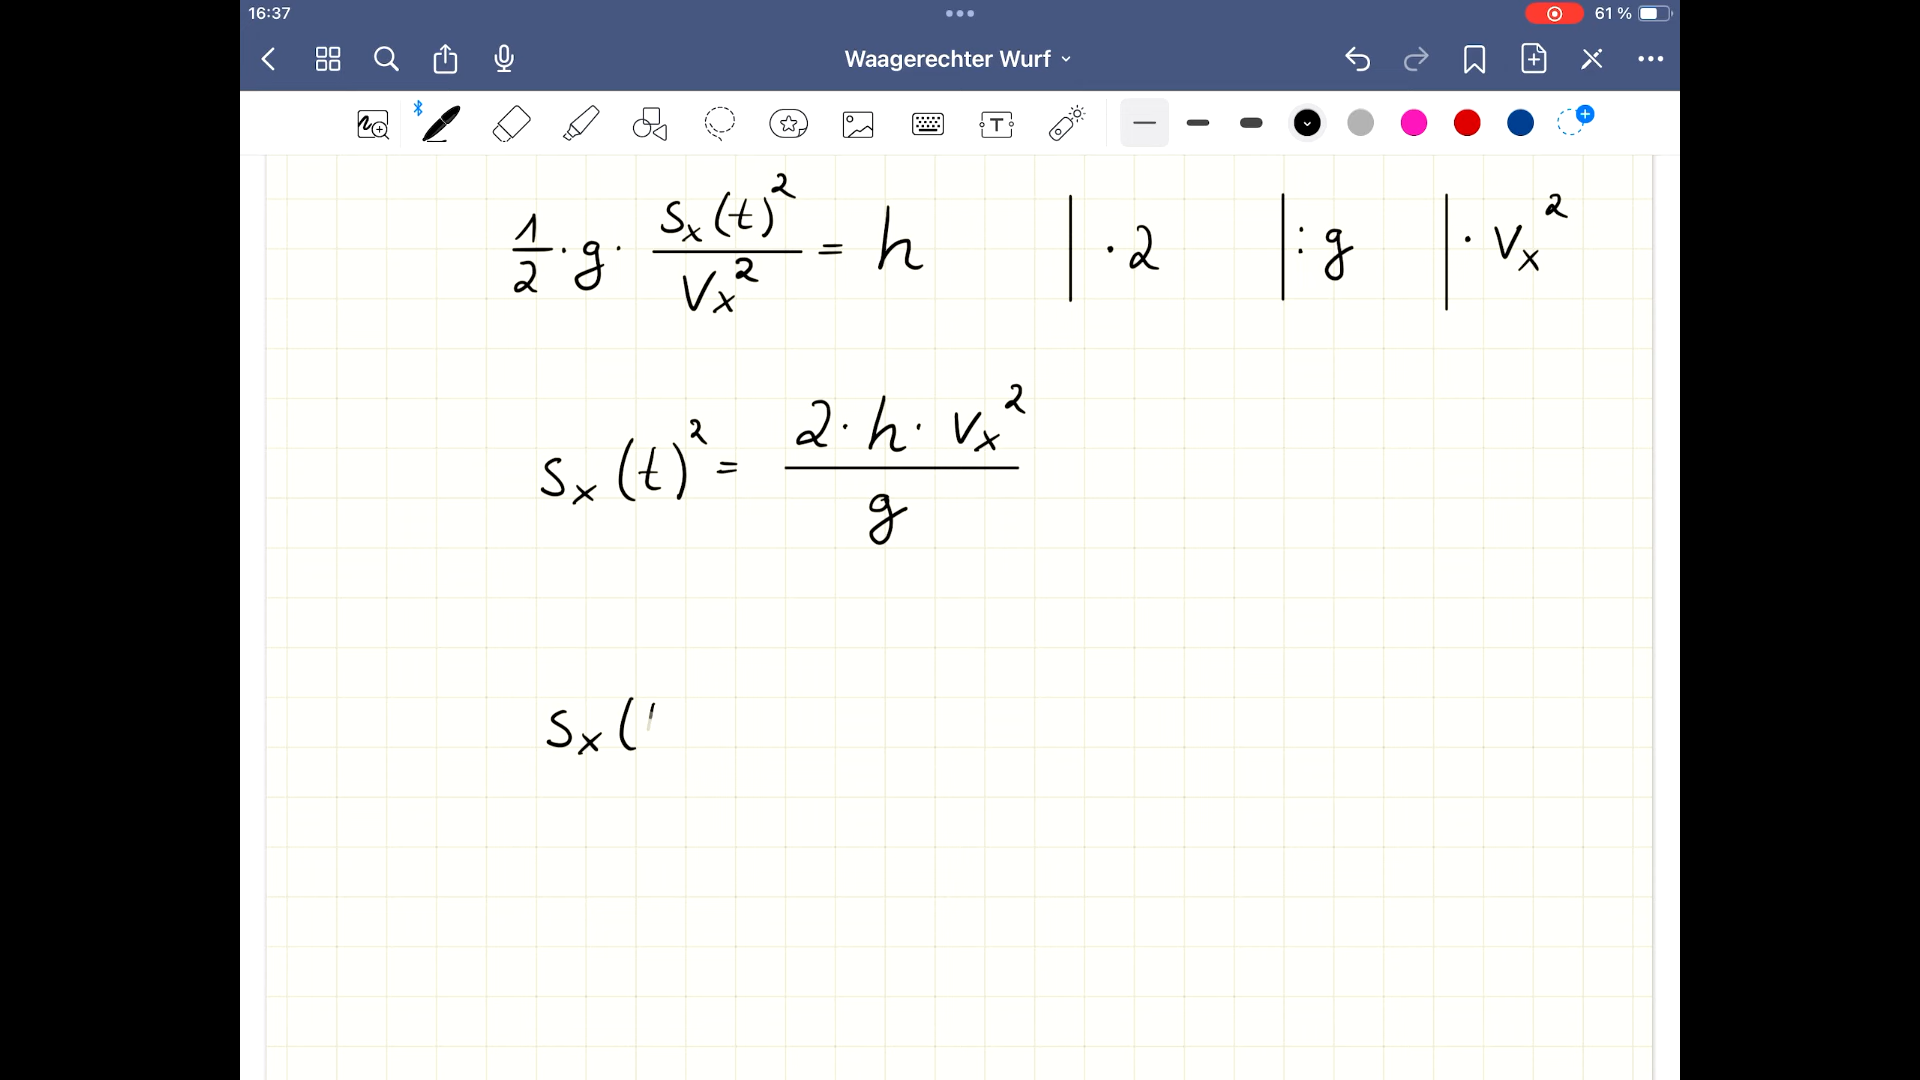 16:37 61 %
Waagerechter Wurf
1/2 · g · sₓ(t)² / vₓ² = h | · 2 | : g | · vₓ²
sₓ(t)² = 2 · h · vₓ² / g
sₓ(